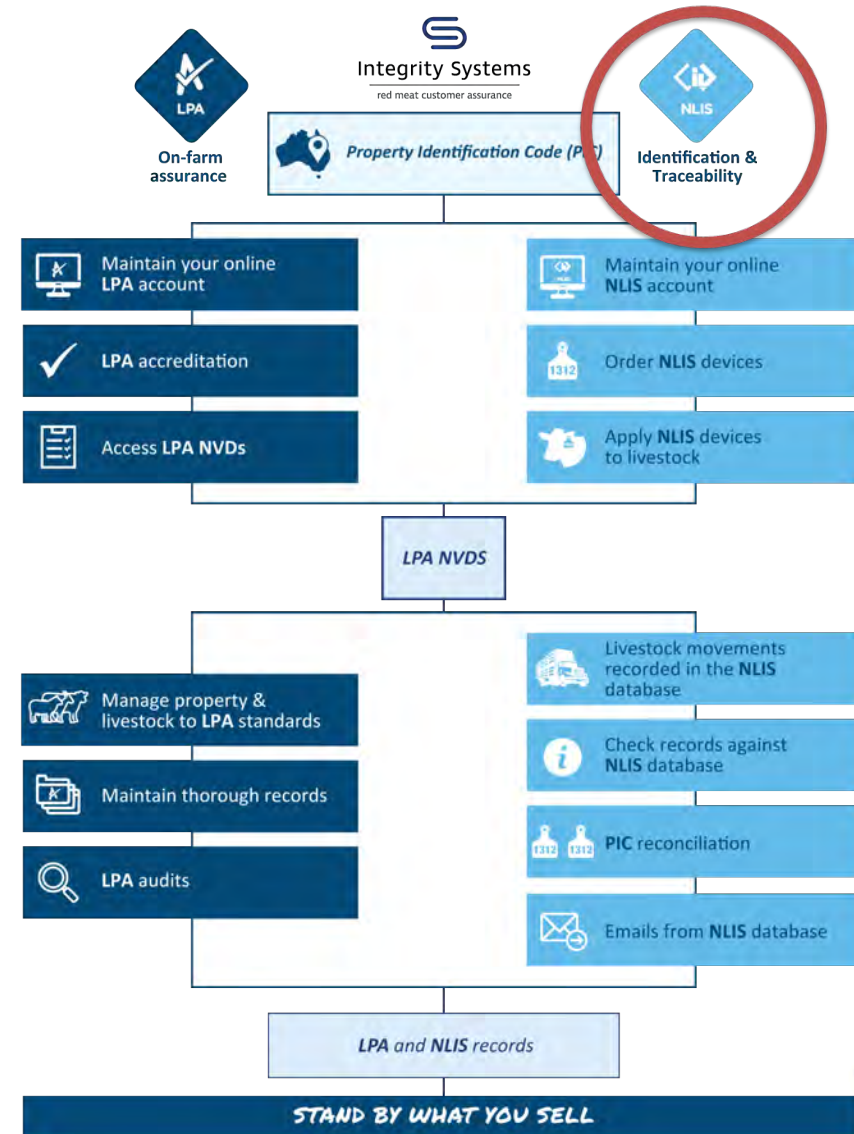 Integrity Systems
red meat customer assurance
LPA
On-farm
assurance
Property Identification Code (PIC)
NLIS
Identification &
Traceability
Maintain your online
LPA account
LPA accreditation
Access LPA NVDs
NLIS
Maintain your online
NLIS account
1312
Order NLIS devices
Apply NLIS devices
to livestock
LPA NVDS
Manage property &
livestock to LPA standards
Maintain thorough records
LPA audits
Livestock movements
recorded in the NLIS
database
i
Check records against
NLIS database
1312 1312
PIC reconciliation
Emails from NLIS database
LPA and NLIS records
STAND BY WHAT YOU SELL